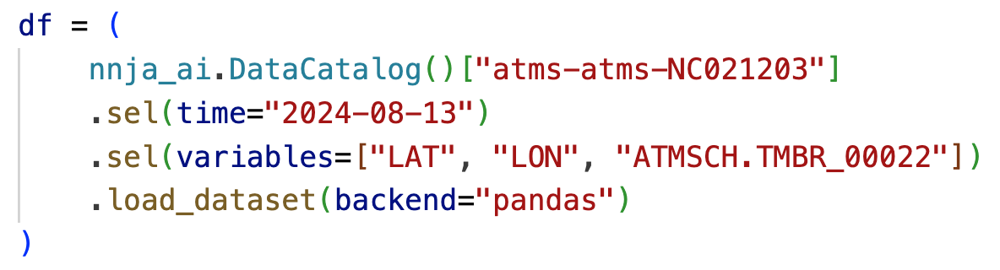 df = (
    nnja_ai.DataCatalog()["atms-atms-NC021203"]
    .sel(time="2024-08-13")
    .sel(variables=["LAT", "LON", "ATMSCH.TMBR_00022"])
    .load_dataset(backend="pandas")
)